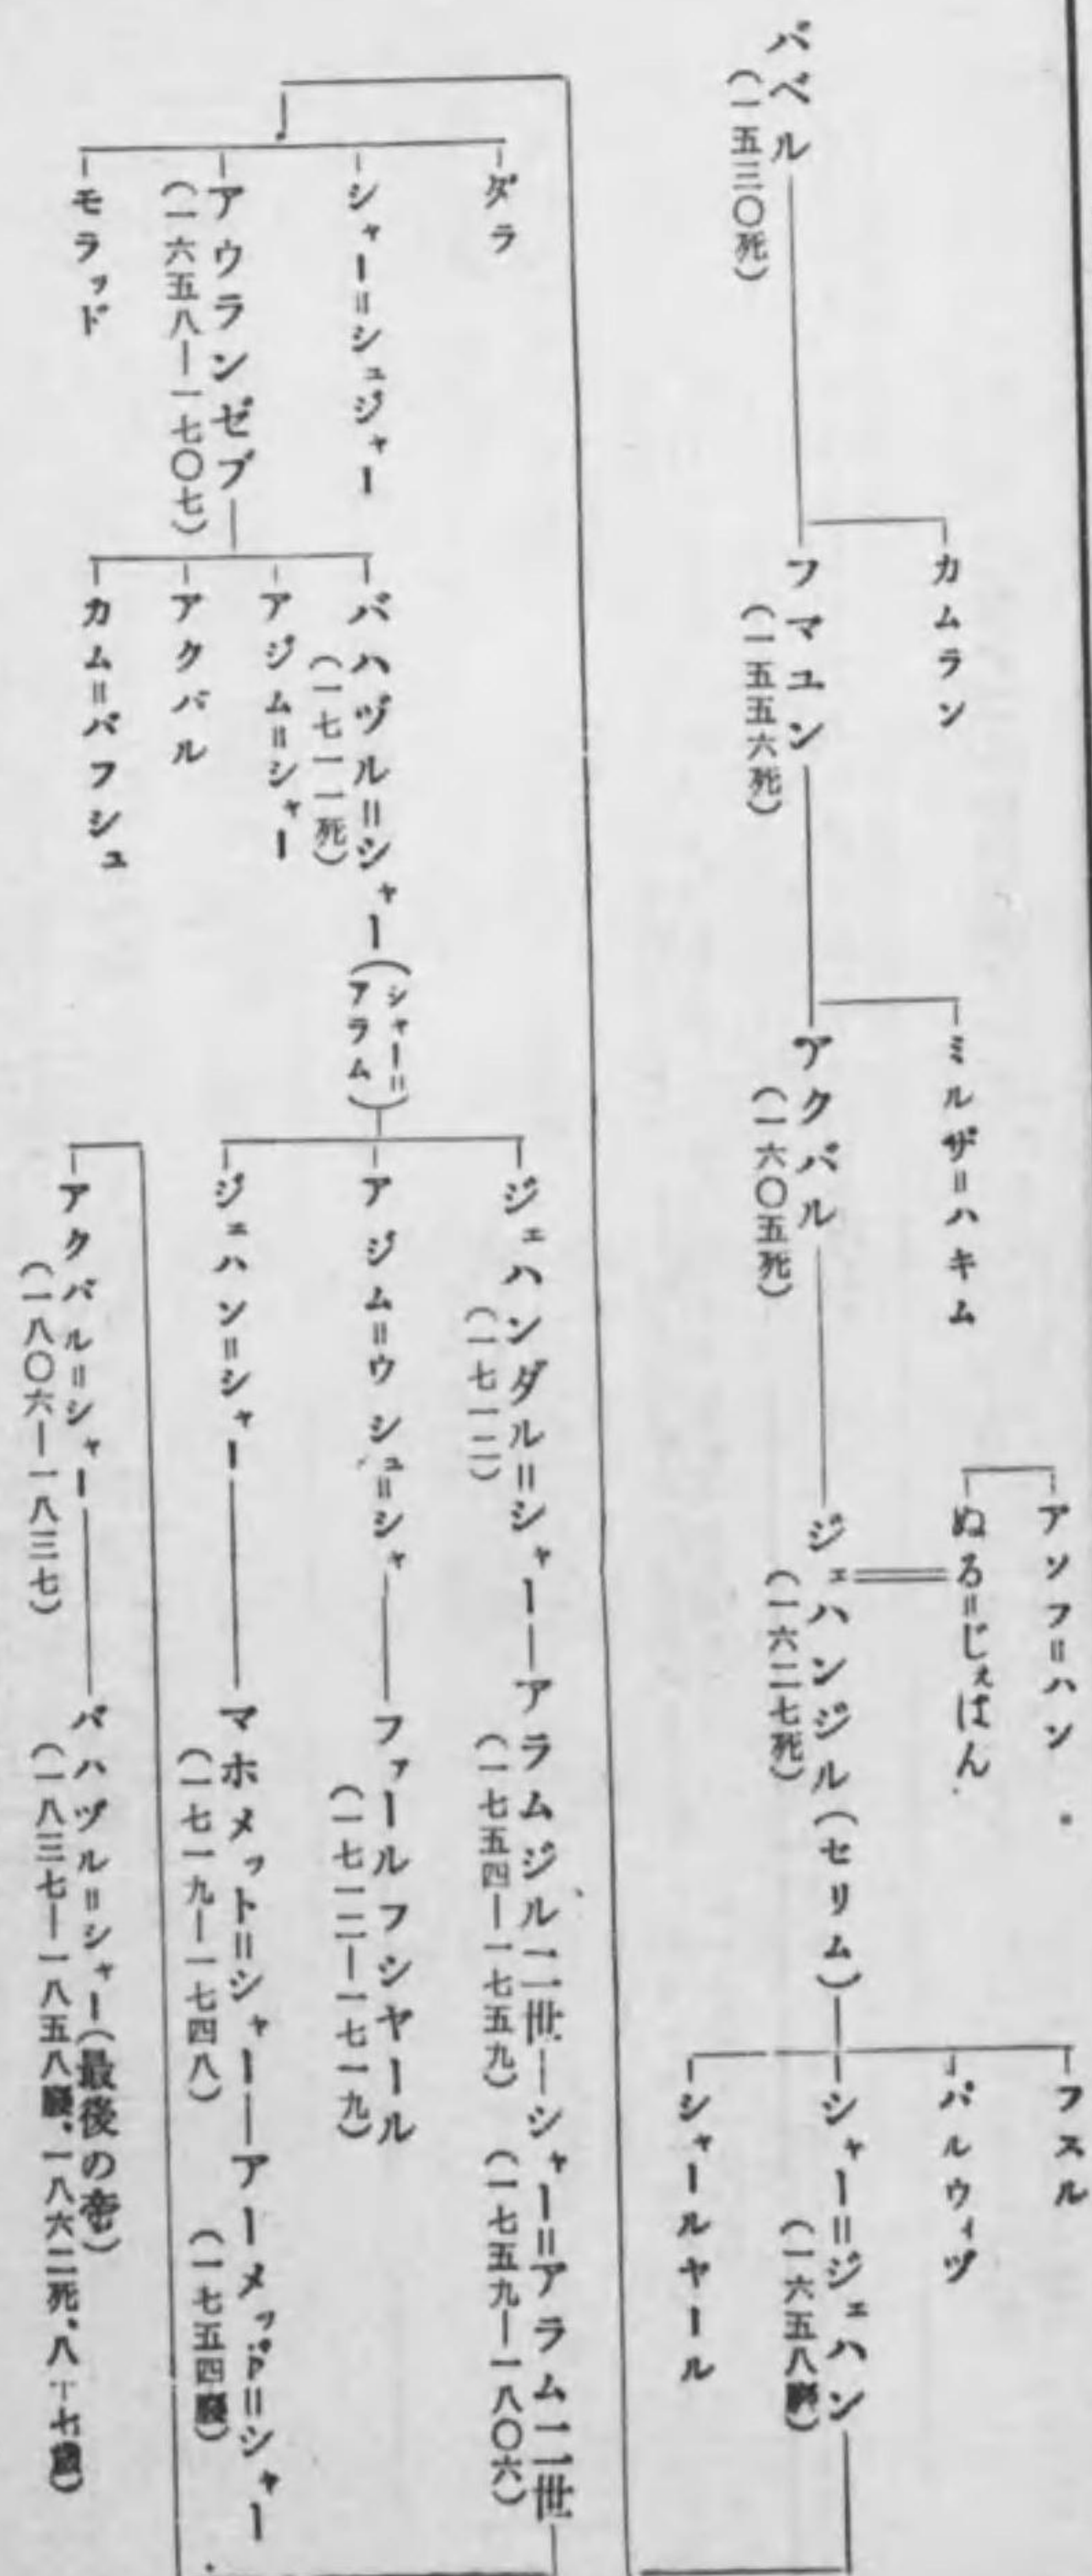 バベル
(一五三〇死)
カムラン
フマユン
(一五五六死)
ミルザ=ハキム
アクバル
(一六〇五死)
アソフ=ハン
ぬろ=じぇはん
ジェハンジル(セリム)
(一六二七死)
フスル
パルウィヅ
シャー=ジェハン
(一六五八廢)
シャールヤール
ダラ
シャー=シュジャー
アウランゼブ
(一六五八―一七〇七)
モラッド
バハヅル=シャー(シャー=アラム)
(一七一一死)
アジム=シャー
アクバル
カム=バフシュ
ジェハンダル=シャー
(一七一二)
アラムジル二世
(一七五四―一七五九)
シャー=アラム二世
(一七五九―一八〇六)
アジム=ウシュ=シャ
ファールフシヤール
(一七一二―一七一九)
ジェハン=シャー
マホメット=シャー
(一七一九―一七四八)
アーメッド=シャー
(一七五四廢)
アクバル=シャー
(一八〇六―一八三七)
バハヅル=シャー(最後の帝)
(一八三七―一八五八廢、一八六二死、八十七歳)